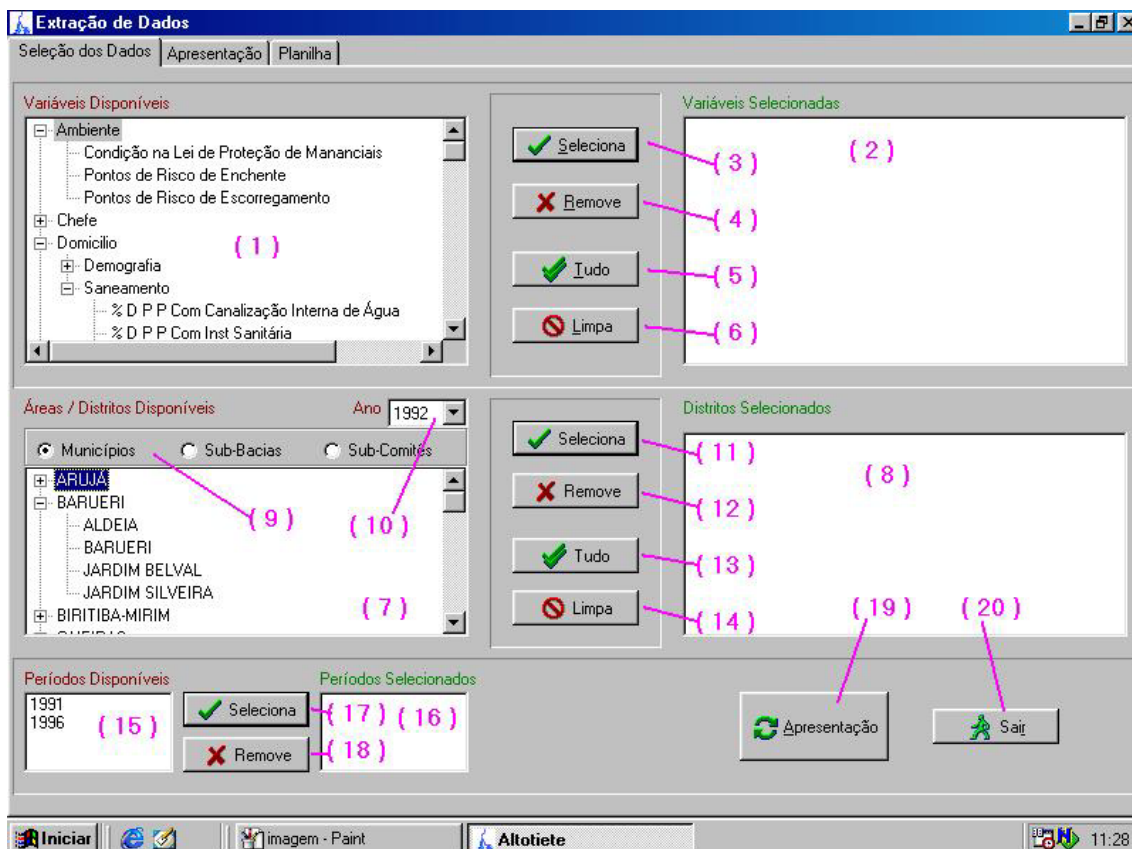 Extração de Dados
Seleção dos Dados Apresentação Planilha
Variáveis Disponíveis
Ambiente
Condição na Lei de Proteção de Mananciais
Pontos de Risco de Enchente
Pontos de Risco de Escorregamento
Chefe
Domicilio
Demografia
Saneamento
% D P P Com Canalização Interna de Água
% D P P Com Inst Sanitária
( 1 )
Seleciona
Remove
Tudo
Limpa
( 3 )
( 4 )
( 5 )
( 6 )
Variáveis Selecionadas
( 2 )
Áreas / Distritos Disponíveis Ano 1992
Municípios Sub-Bacias Sub-Comitês
ARUJÁ
BARUERI
ALDEIA
BARUERI
JARDIM BELVAL
JARDIM SILVEIRA
BIRITIBA-MIRIM
( 9 )
( 10 )
( 7 )
Seleciona
Remove
Tudo
Limpa
( 11 )
( 12 )
( 13 )
( 14 )
Distritos Selecionados
( 8 )
( 19 )
( 20 )
Períodos Disponíveis
1991
1996
( 15 )
Seleciona
Remove
Períodos Selecionados
( 17 ) ( 16 )
( 18 )
Apresentação
Sair
Iniciar
imagem - Paint
Altotiete
11:28